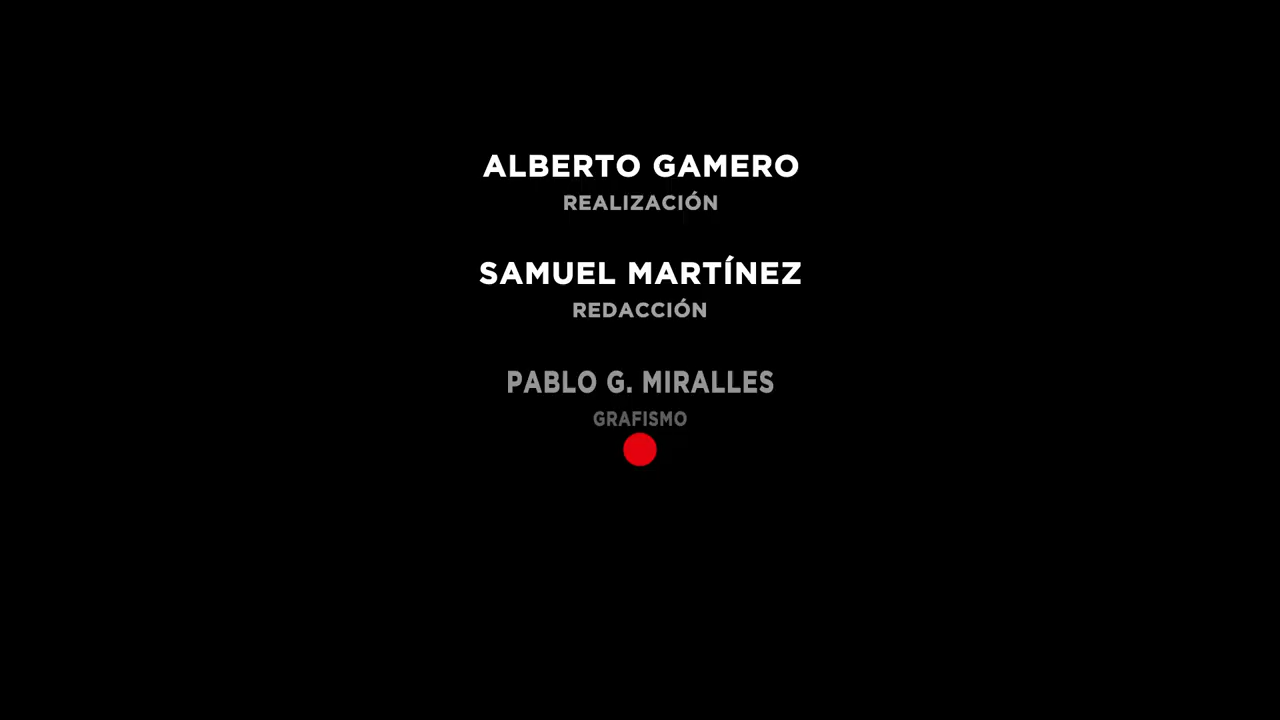 ALBERTO GAMERO
REALIZACIÓN
SAMUEL MARTÍNEZ
REDACCIÓN
PABLO G. MIRALLES
GRAFISMO